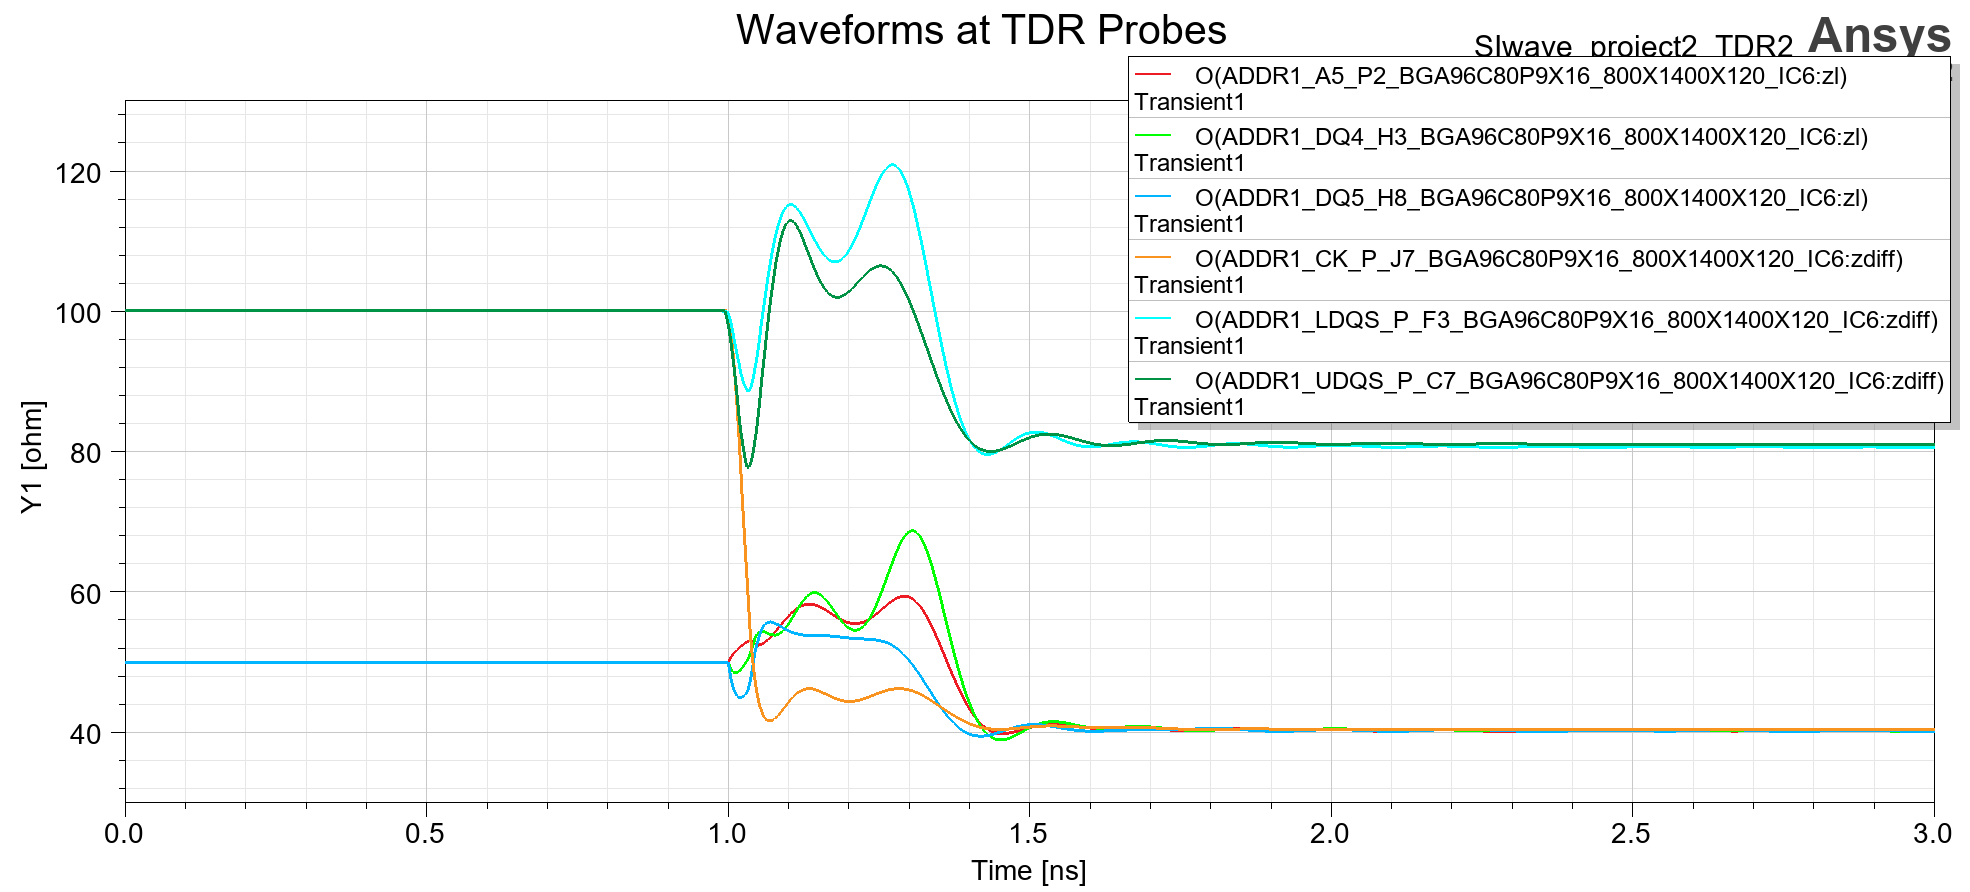 Waveforms at TDR Probes
SIwave_project2_TDR2
Ansys
O(ADDR1_A5_P2_BGA96C80P9X16_800X1400X120_IC6:zl)
Transient1
O(ADDR1_DQ4_H3_BGA96C80P9X16_800X1400X120_IC6:zl)
Transient1
O(ADDR1_DQ5_H8_BGA96C80P9X16_800X1400X120_IC6:zl)
Transient1
O(ADDR1_CK_P_J7_BGA96C80P9X16_800X1400X120_IC6:zdiff)
Transient1
O(ADDR1_LDQS_P_F3_BGA96C80P9X16_800X1400X120_IC6:zdiff)
Transient1
O(ADDR1_UDQS_P_C7_BGA96C80P9X16_800X1400X120_IC6:zdiff)
Transient1
120
100
80
60
40
Y1 [ohm]
0.0
0.5
1.0
1.5
2.0
2.5
3.0
Time [ns]